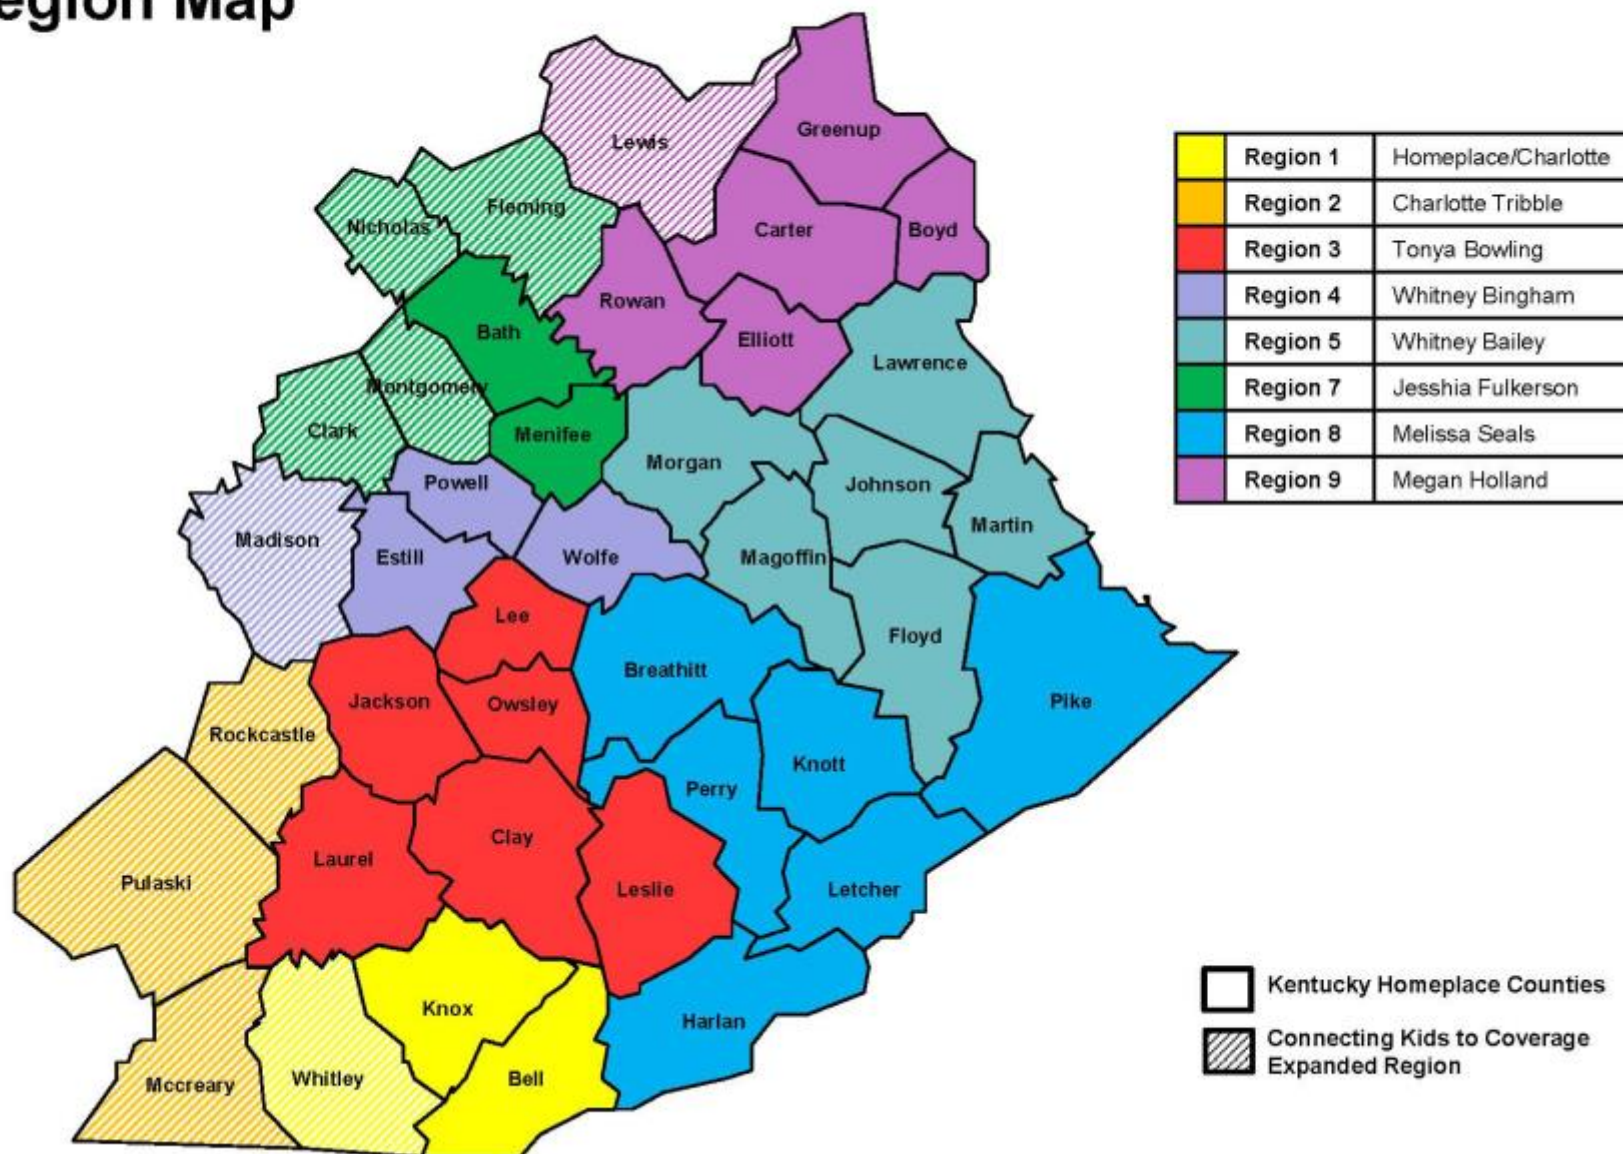 egion Map
Lewis
Greenup
Fleming
Nicholas
Carter
Boyd
Rowan
Bath
Elliott
Lawrence
Montgomery
Clark
Menifee
Morgan
Powell
Johnson
Martin
Madison
Estill
Wolfe
Magoffin
Lee
Floyd
Breathitt
Jackson
Owsley
Pike
Rockcastle
Knott
Perry
Clay
Laurel
Pulaski
Leslie
Letcher
Knox
Harlan
Whitley
Bell
Mccreary
Region 1 Homeplace/Charlotte
Region 2 Charlotte Tribble
Region 3 Tonya Bowling
Region 4 Whitney Bingham
Region 5 Whitney Bailey
Region 7 Jesshia Fulkerson
Region 8 Melissa Seals
Region 9 Megan Holland
Kentucky Homeplace Counties
Connecting Kids to Coverage
Expanded Region